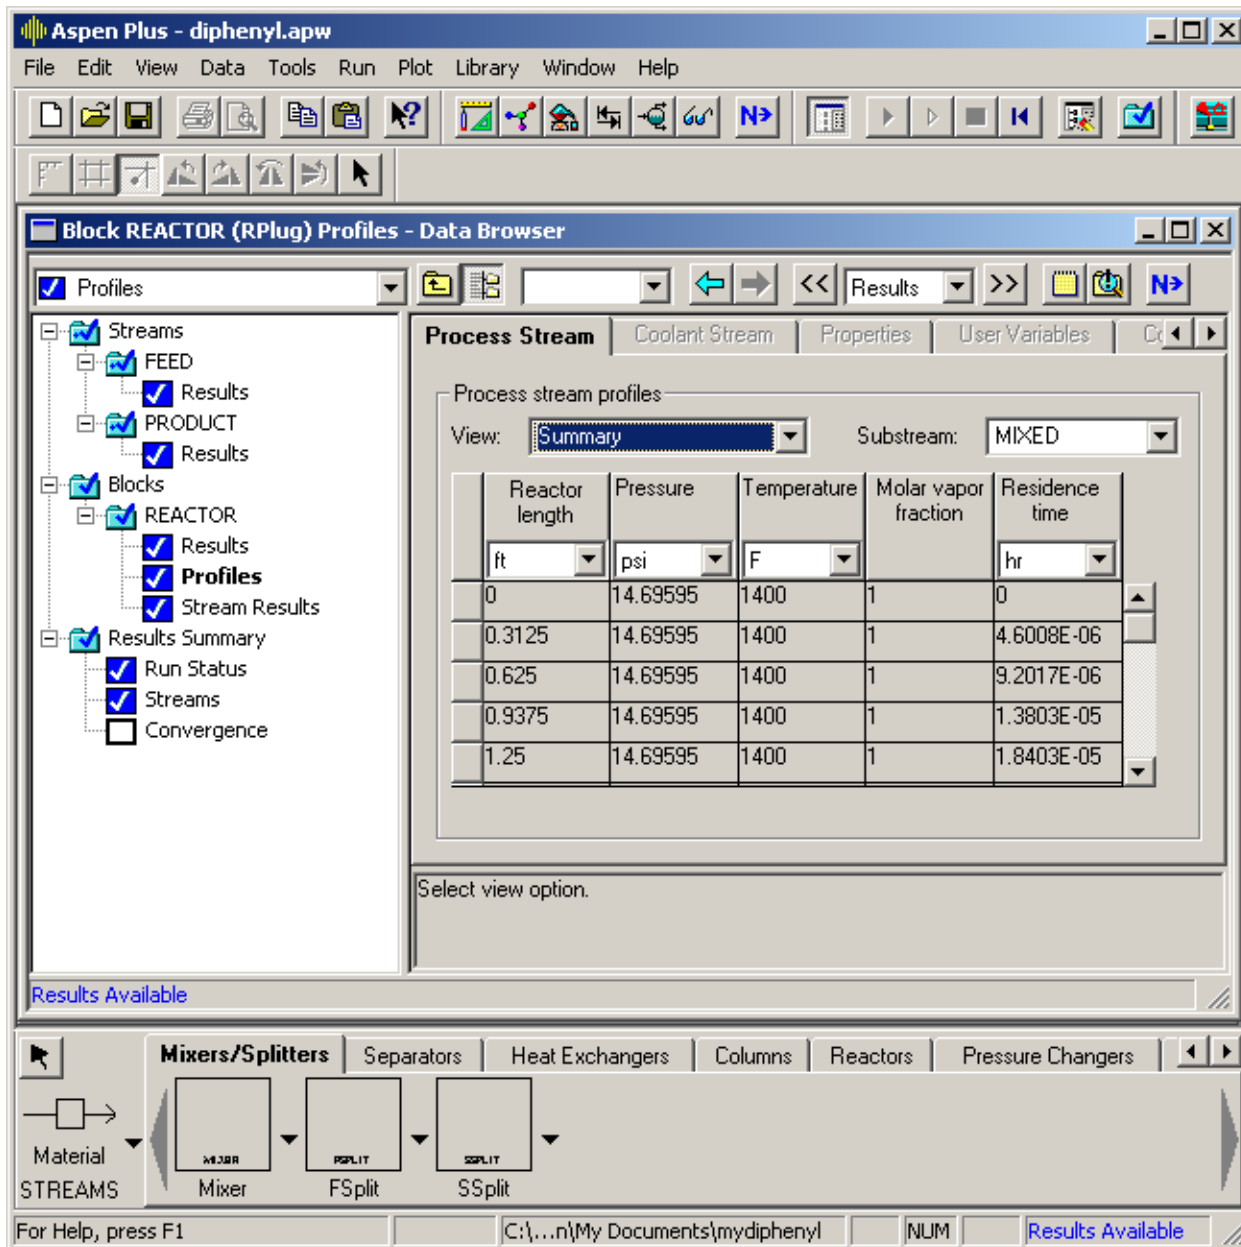 Aspen Plus - diphenyl.apw
File Edit View Data Tools Run Plot Library Window Help
N
Block REACTOR (RPlug) Profiles - Data Browser
Profiles << Results >> N
Streams
FEED
Results
PRODUCT
Results
Blocks
REACTOR
Results
Profiles
Stream Results
Results Summary
Run Status
Streams
Convergence
Process Stream Coolant Stream Properties User Variables
Process stream profiles
View: Summary Substream: MIXED
Reactor length Pressure Temperature Molar vapor fraction Residence time
ft psi F hr
0 14.69595 1400 1 0
0.3125 14.69595 1400 1 4.6008E-06
0.625 14.69595 1400 1 9.2017E-06
0.9375 14.69595 1400 1 1.3803E-05
1.25 14.69595 1400 1 1.8403E-05
Select view option.
Results Available
Mixers/Splitters Separators Heat Exchangers Columns Reactors Pressure Changers
MIXER FSPLIT SSPLIT
Material
STREAMS Mixer FSplit SSplit
For Help, press F1 C:\...n\My Documents\mydiphenyl NUM Results Available